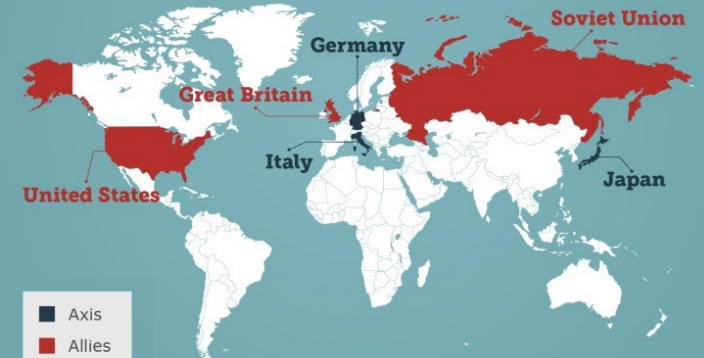 Soviet Union
Germany
Great Britain
Italy
Japan
United States
Axis
Allies